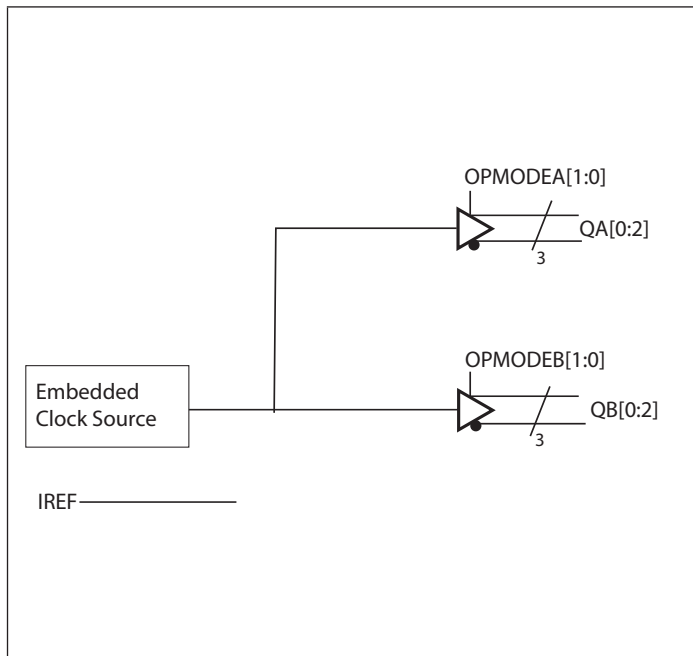 OPMODEA[1:0]
QA[0:2]
3
OPMODEB[1:0]
QB[0:2]
3
Embedded
Clock Source
IREF